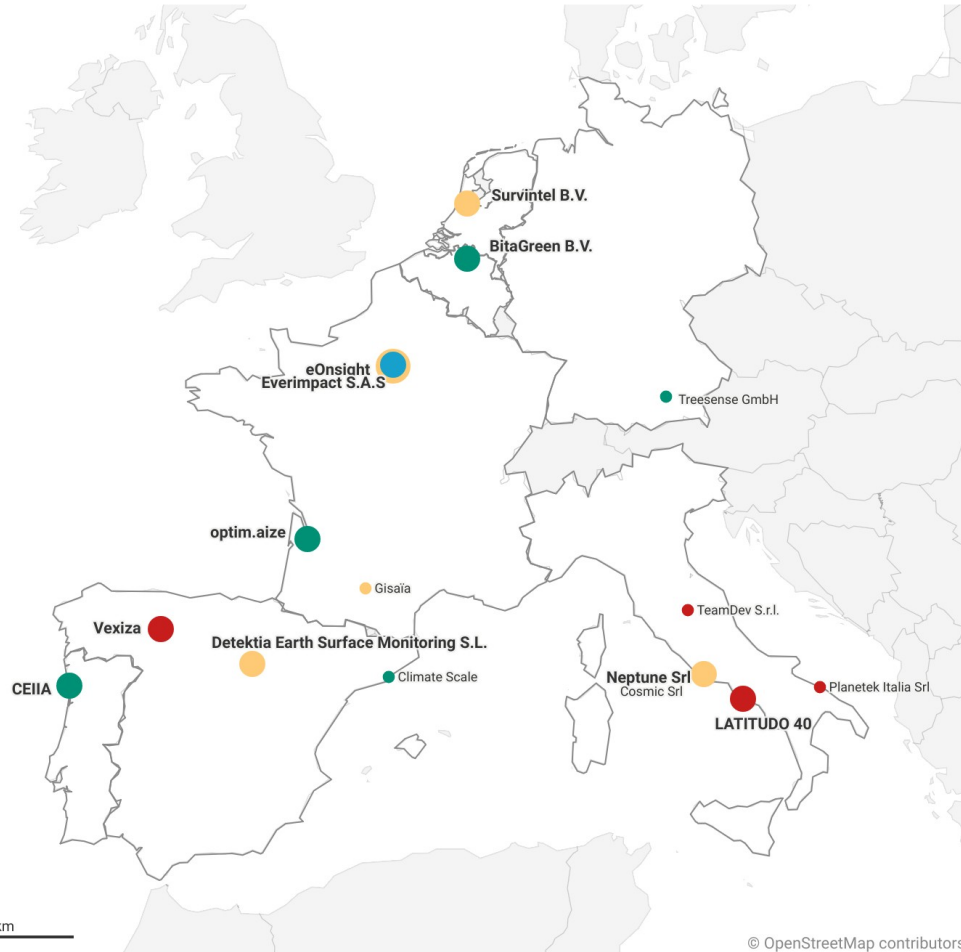 Survintel B.V.
BitaGreen B.V.
eOnsight
Everimpact S.A.S
Treesense GmbH
optim.aize
Gisaïa
TeamDev S.r.l.
Vexiza
Detektia Earth Surface Monitoring S.L.
Climate Scale
CEIIA
Neptune Srl
Cosmic Srl
Planetek Italia Srl
LATITUDO 40
km
© OpenStreetMap contributors